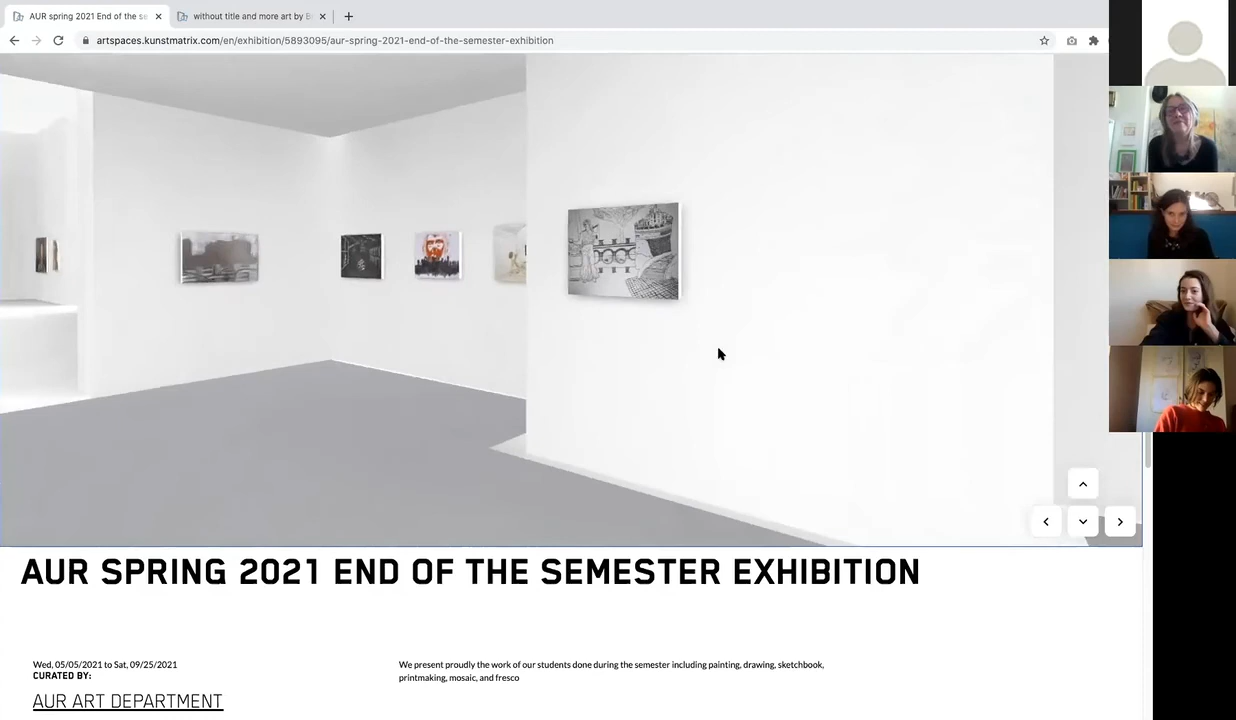 AUR spring 2021 End of the se
without title and more art by B
artspaces.kunstmatrix.com/en/exhibition/5893095/aur-spring-2021-end-of-the-semester-exhibition
AUR SPRING 2021 END OF THE SEMESTER EXHIBITION
Wed, 05/05/2021 to Sat, 09/25/2021
CURATED BY:
AUR ART DEPARTMENT
We present proudly the work of our students done during the semester including painting, drawing, sketchbook,
printmaking, mosaic, and fresco